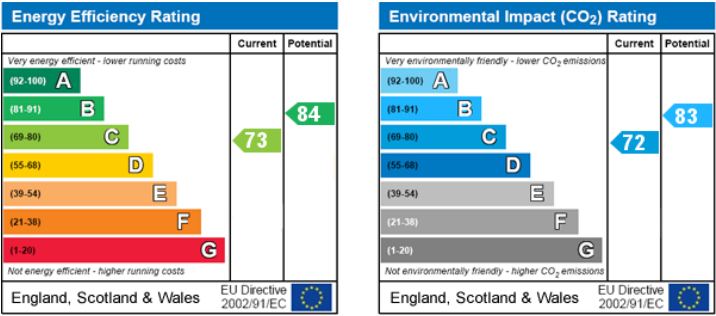 Energy Efficiency Rating
Current Potential
Very energy efficient - lower running costs
(92-100) A
(81-91) B
84
(69-80) C
73
(55-68) D
(39-54) E
(21-38) F
(1-20) G
Not energy efficient - higher running costs
England, Scotland & Wales
EU Directive
2002/91/EC
Environmental Impact (CO₂) Rating
Current Potential
Very environmentally friendly - lower CO₂ emissions
(92-100) A
(81-91) B
83
(69-80) C
72
(55-68) D
(39-54) E
(21-38) F
(1-20) G
Not environmentally friendly - higher CO₂ emissions
England, Scotland & Wales
EU Directive
2002/91/EC